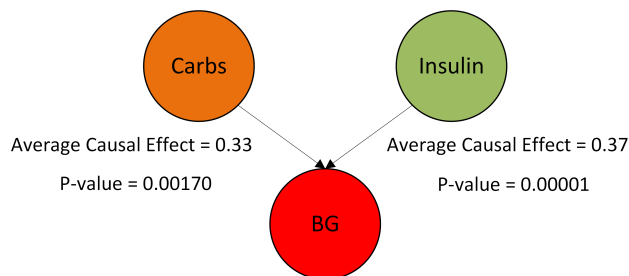 Carbs
Insulin
Average Causal Effect = 0.33
Average Causal Effect = 0.37
P-value = 0.00170
P-value = 0.00001
BG